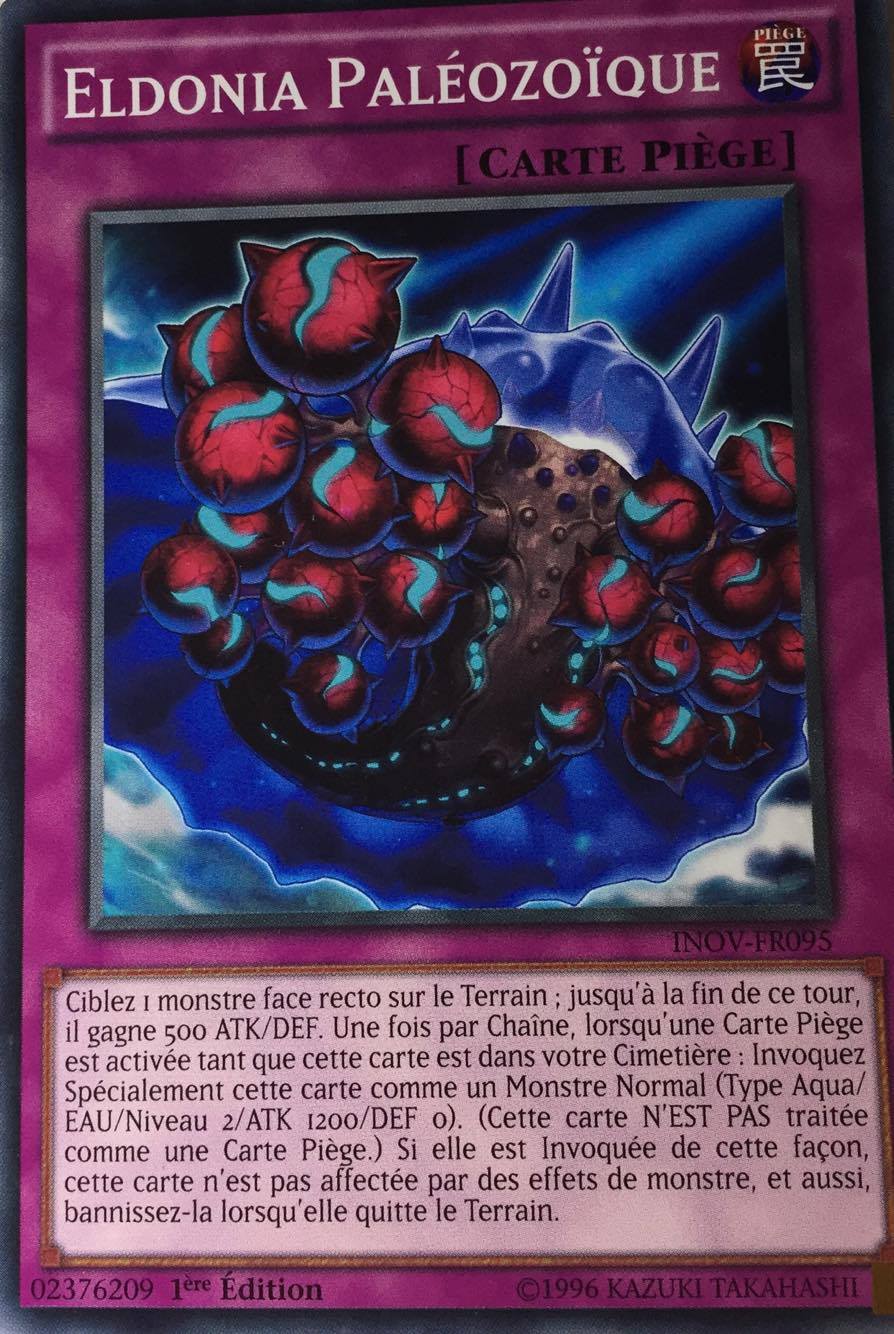 Eldonia Paléozoïque
PIÈGE
罠
[Carte Piège]
INOV-FR095
Ciblez 1 monstre face recto sur le Terrain ; jusqu'à la fin de ce tour,
il gagne 500 ATK/DEF. Une fois par Chaîne, lorsqu'une Carte Piège
est activée tant que cette carte est dans votre Cimetière : Invoquez
Spécialement cette carte comme un Monstre Normal (Type Aqua/
EAU/Niveau 2/ATK 1200/DEF 0). (Cette carte N'EST PAS traitée
comme une Carte Piège.) Si elle est Invoquée de cette façon,
cette carte n'est pas affectée par des effets de monstre, et aussi,
bannissez-la lorsqu'elle quitte le Terrain.
02376209 1ère Édition ©1996 KAZUKI TAKAHASHI